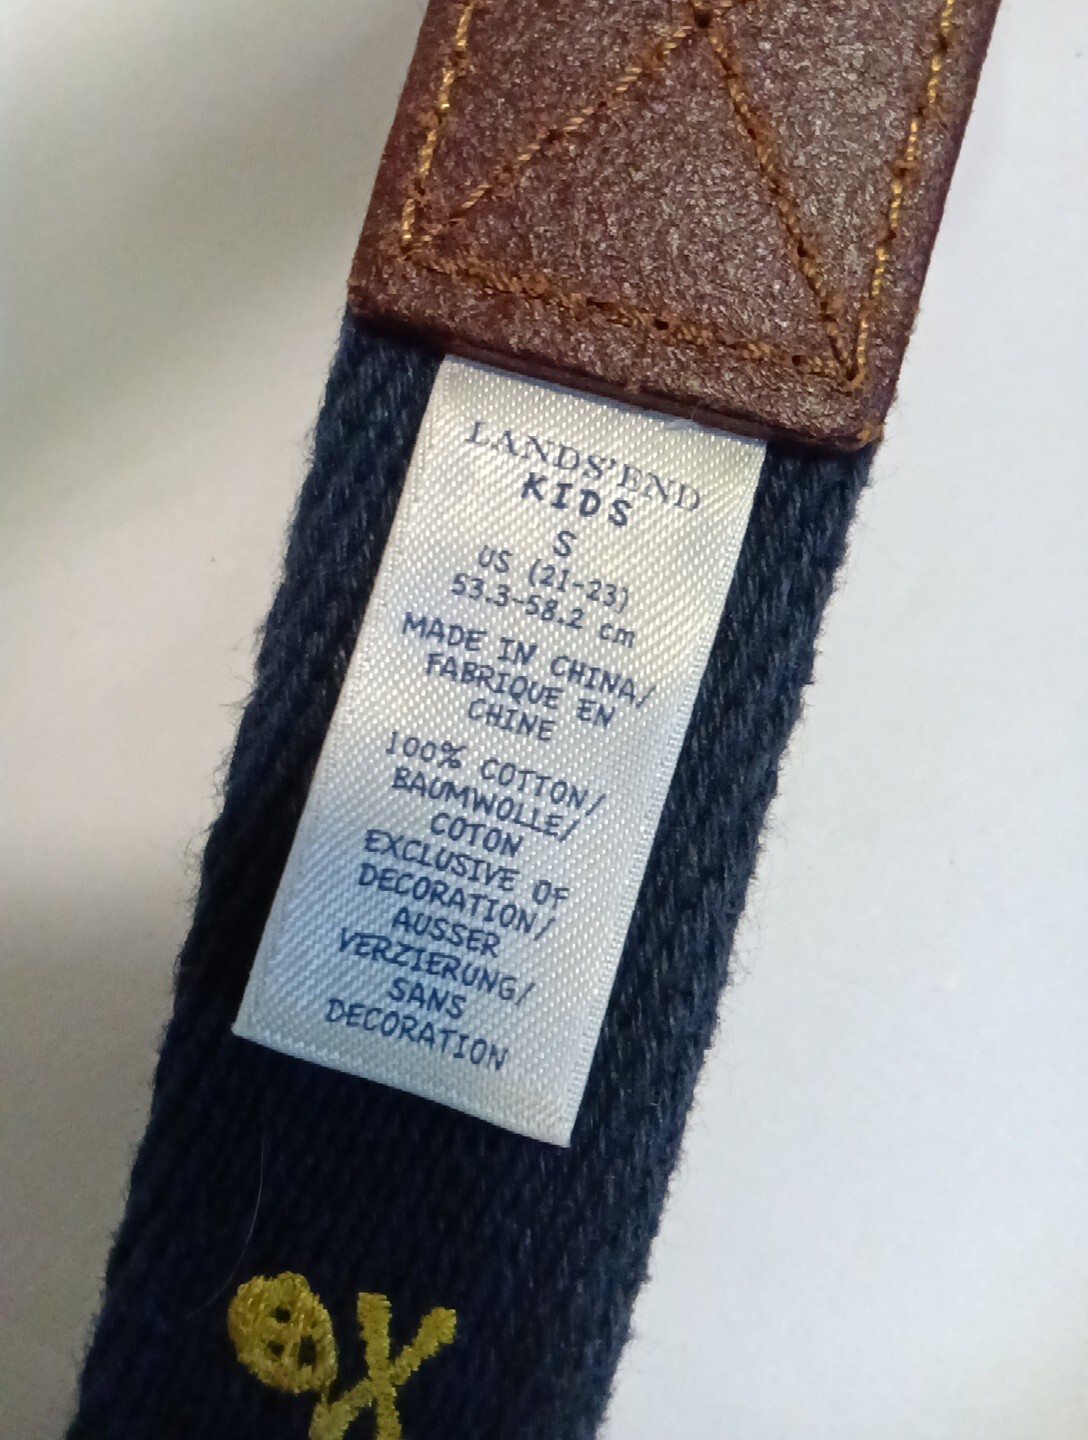 LANDS' END
KIDS
S
US (21-23)
53.3-58.2 cm
MADE IN CHINA/
FABRIQUE EN
CHINE
100% COTTON/
BAUMWOLLE/
COTON
EXCLUSIVE OF
DECORATION/
AUSSER
VERZIERUNG/
SANS
DECORATION